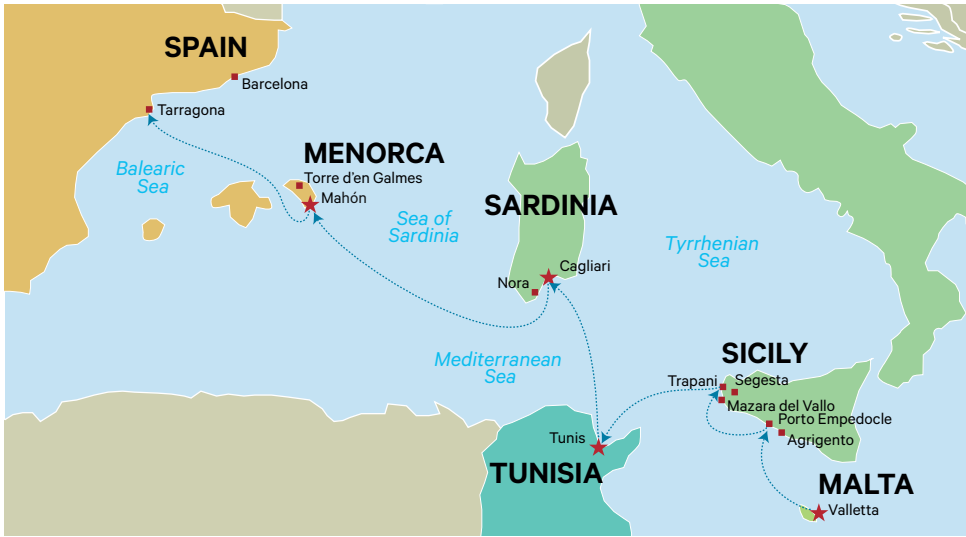 SPAIN
Barcelona
Tarragona
Balearic
Sea
MENORCA
Torre d'en Galmes
Mahón
Sea of
Sardinia
SARDINIA
Cagliari
Nora
Tyrrhenian
Sea
Mediterranean
Sea
SICILY
Trapani
Segesta
Mazara del Vallo
Porto Empedocle
Agrigento
Tunis
TUNISIA
MALTA
Valletta